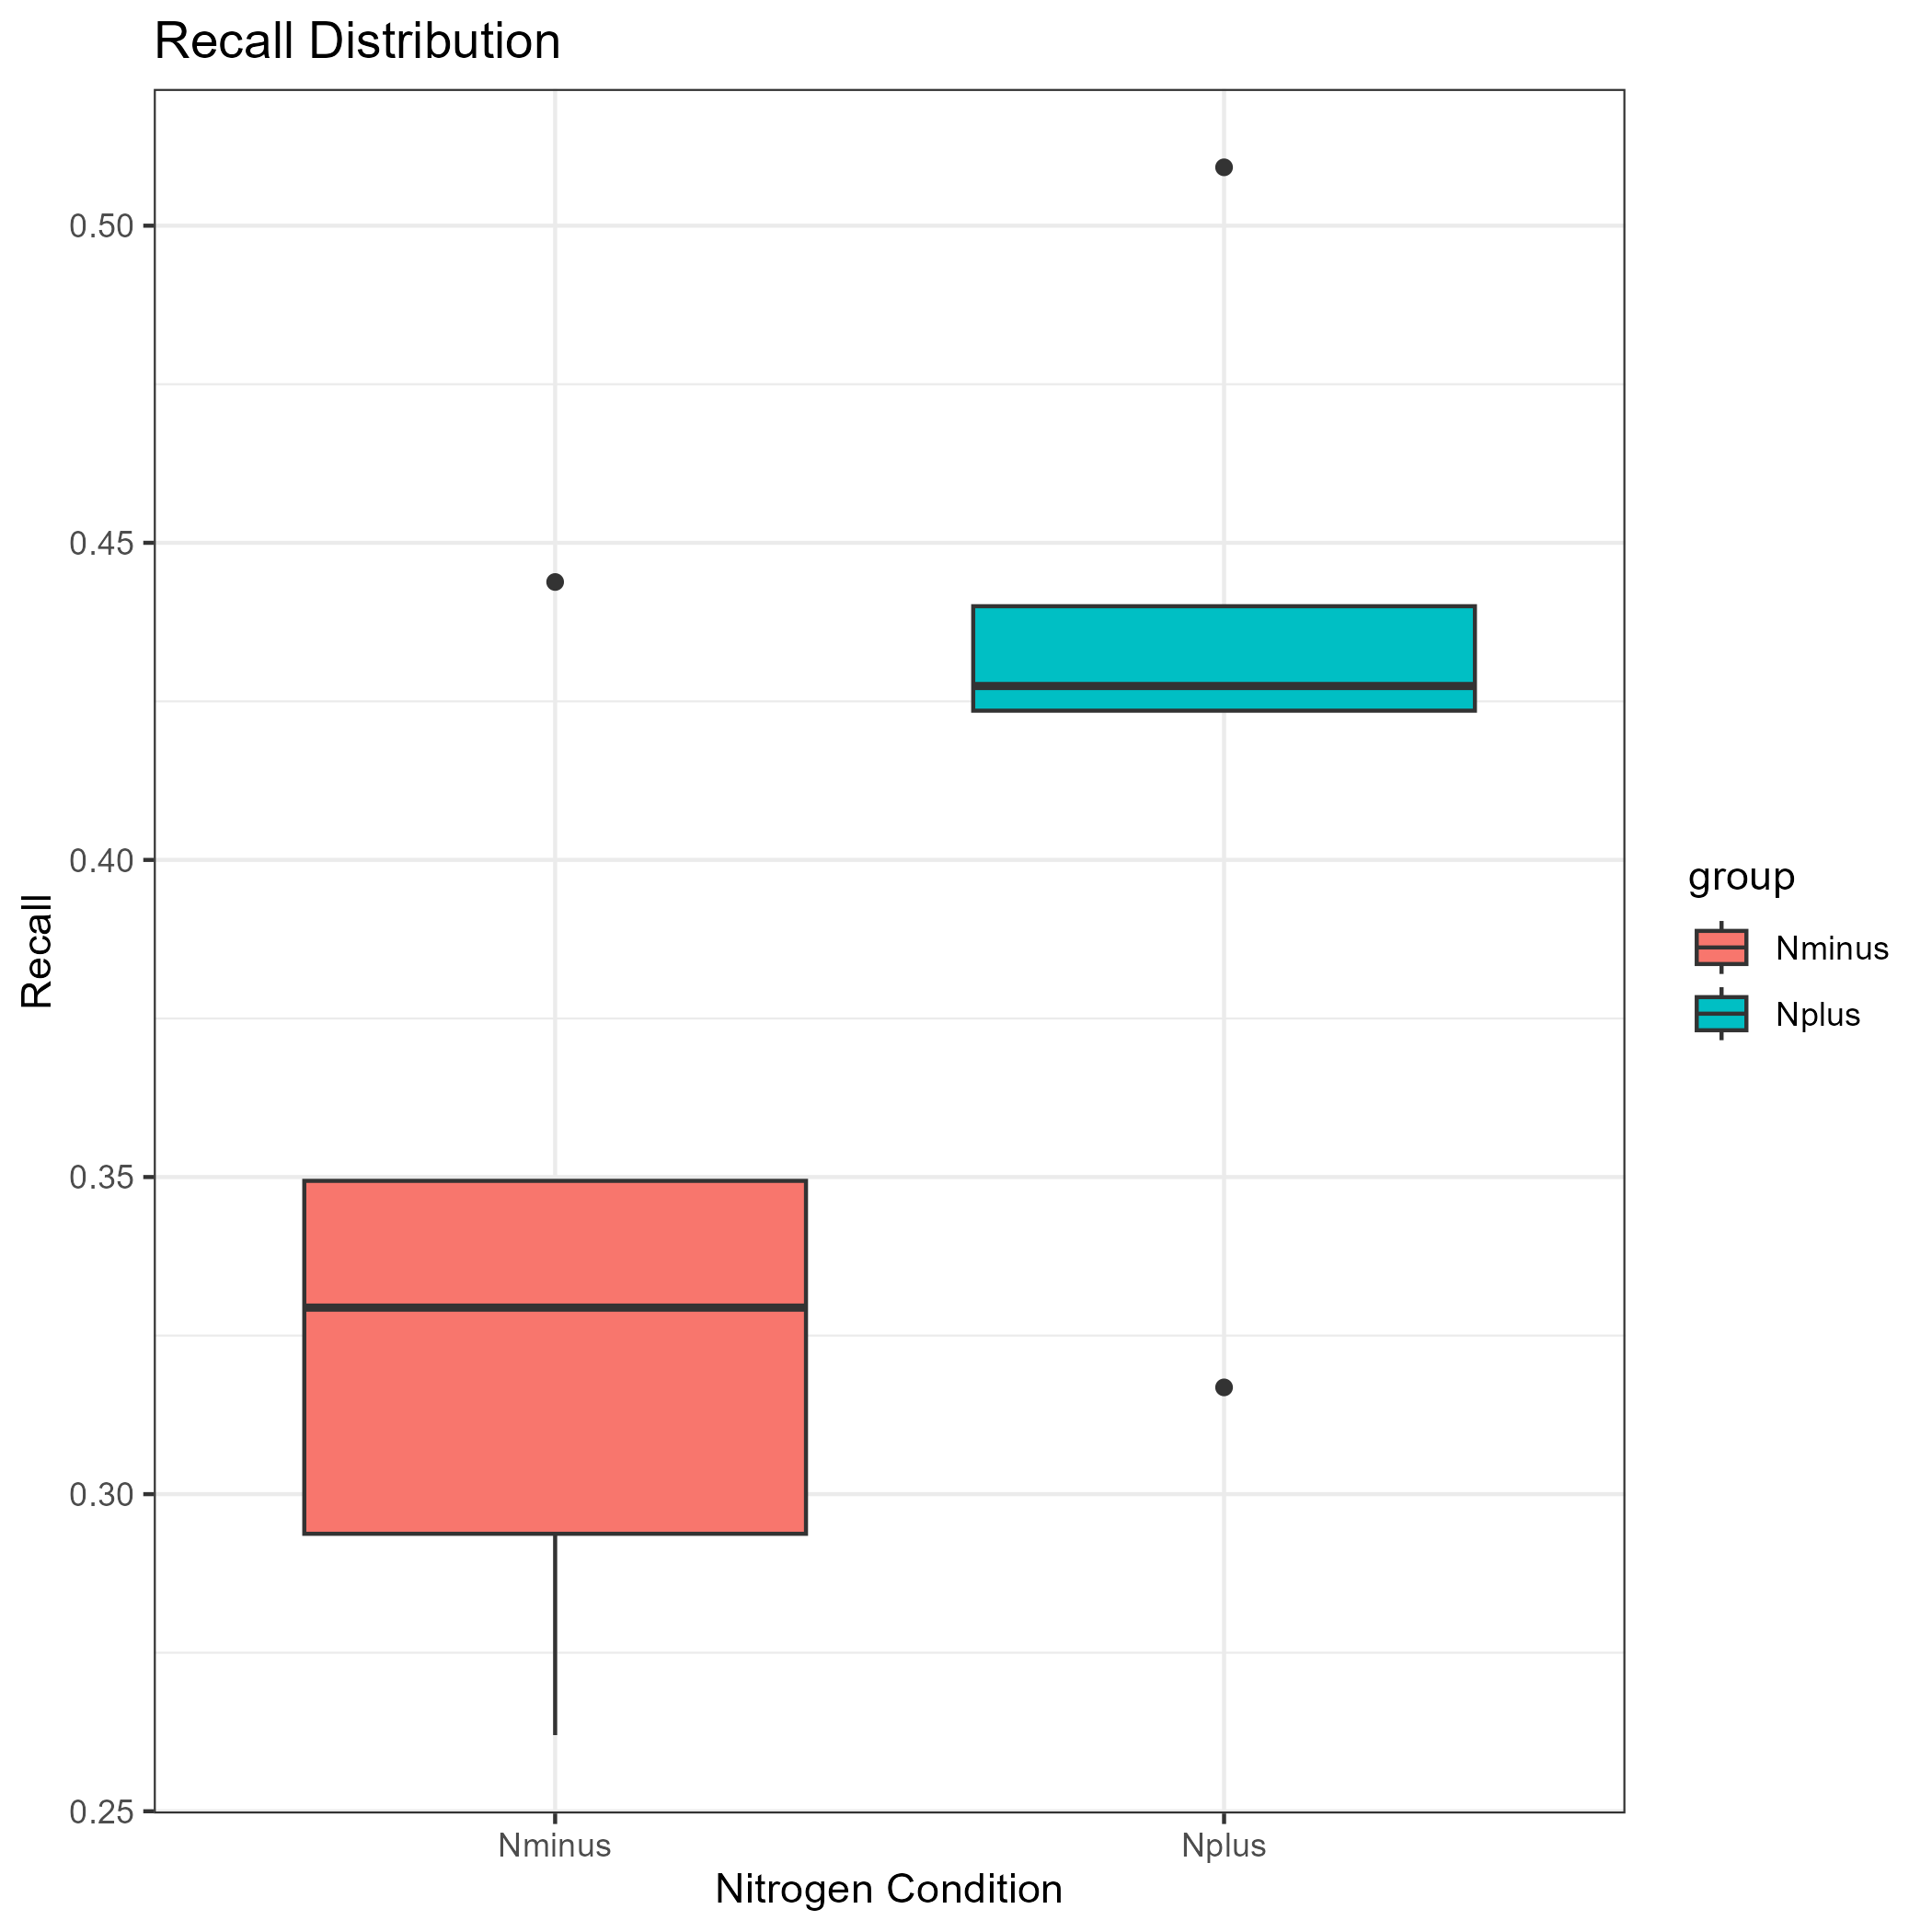 Recall Distribution
Recall
0.50
0.45
0.40
0.35
0.30
0.25
Nminus
Nplus
Nitrogen Condition
group
Nminus
Nplus